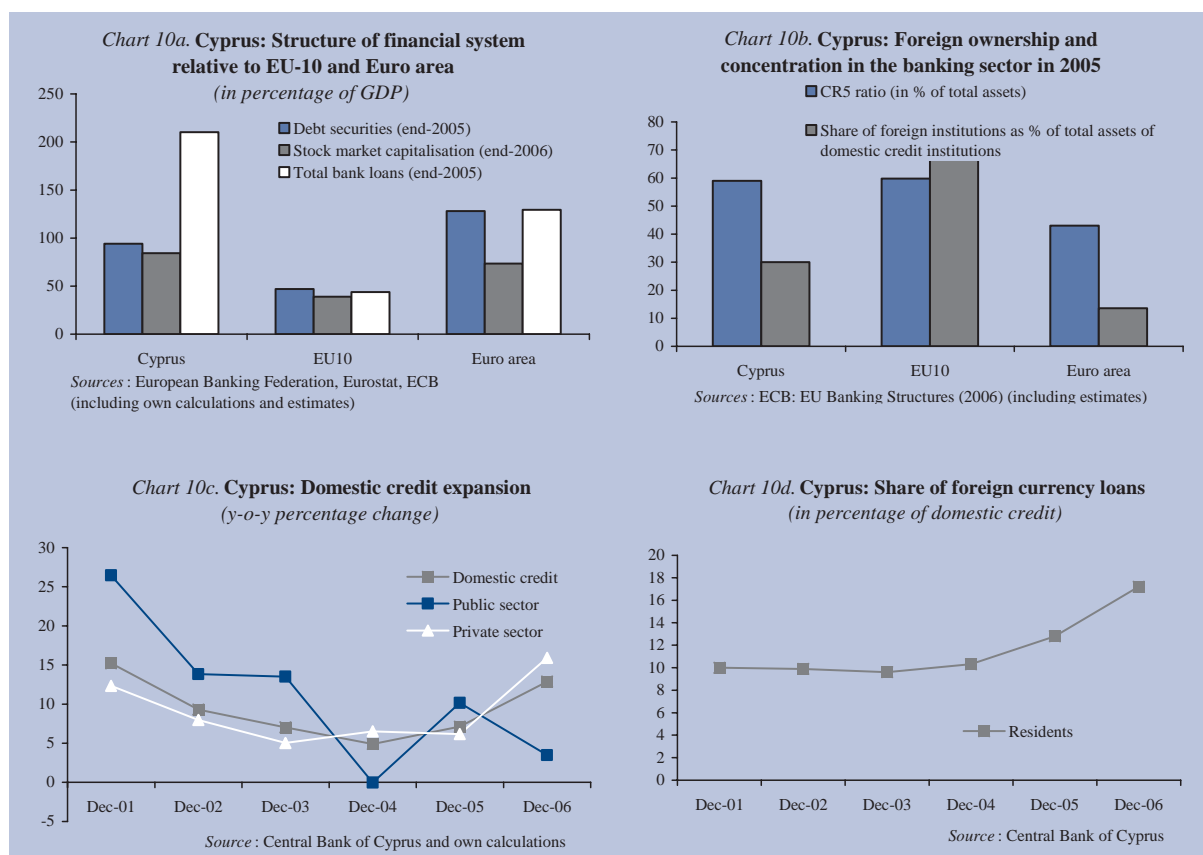 Chart 10a. Cyprus: Structure of financial system
relative to EU-10 and Euro area
(in percentage of GDP)
250
200
150
100
50
0
Debt securities (end-2005)
Stock market capitalisation (end-2006)
Total bank loans (end-2005)
Cyprus EU10 Euro area
Sources: European Banking Federation, Eurostat, ECB
(including own calculations and estimates)
Chart 10b. Cyprus: Foreign ownership and
concentration in the banking sector in 2005
CR5 ratio (in % of total assets)
Share of foreign institutions as % of total assets of
domestic credit institutions
80
70
60
50
40
30
20
10
0
Cyprus EU10 Euro area
Sources: ECB: EU Banking Structures (2006) (including estimates)
Chart 10c. Cyprus: Domestic credit expansion
(y-o-y percentage change)
30
25
20
15
10
5
0
-5
Domestic credit
Public sector
Private sector
Dec-01 Dec-02 Dec-03 Dec-04 Dec-05 Dec-06
Source: Central Bank of Cyprus and own calculations
Chart 10d. Cyprus: Share of foreign currency loans
(in percentage of domestic credit)
20
18
16
14
12
10
8
6
4
2
0
Residents
Dec-01 Dec-02 Dec-03 Dec-04 Dec-05 Dec-06
Source: Central Bank of Cyprus